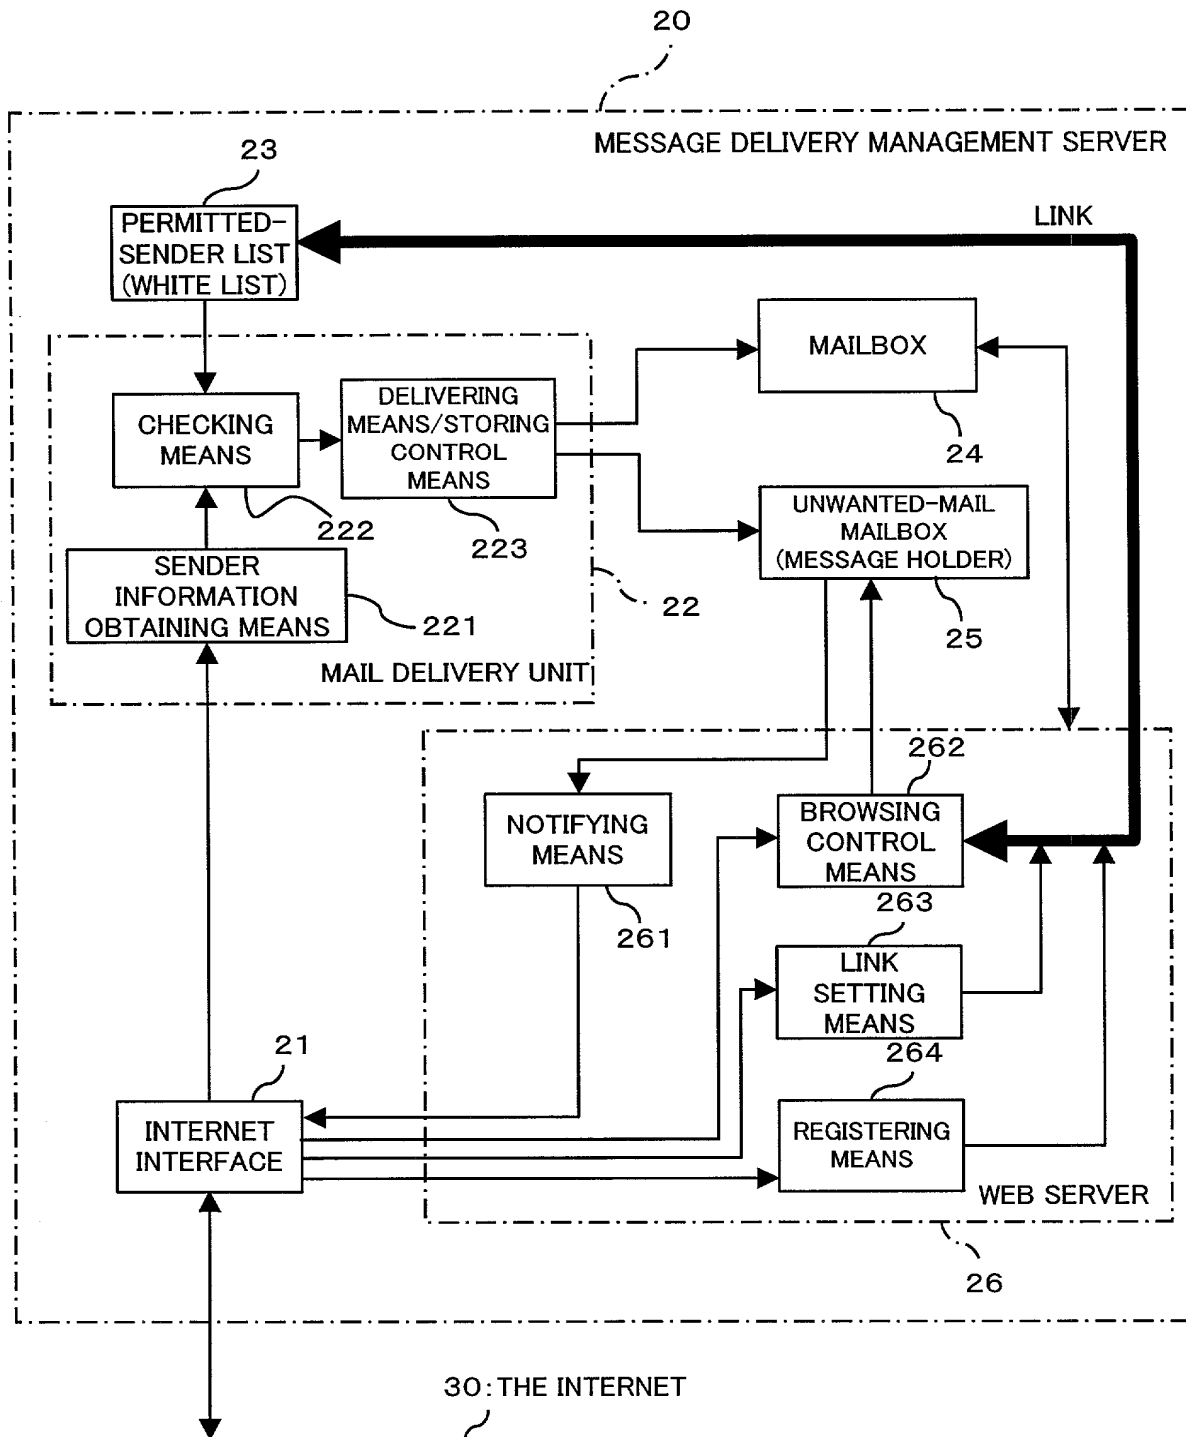 20
MESSAGE DELIVERY MANAGEMENT SERVER
23
PERMITTED-
SENDER LIST
(WHITE LIST)
LINK
MAILBOX
24
CHECKING
MEANS
222
DELIVERING
MEANS/STORING
CONTROL
MEANS
223
UNWANTED-MAIL
MAILBOX
(MESSAGE HOLDER)
25
SENDER
INFORMATION
OBTAINING MEANS
221
22
MAIL DELIVERY UNIT
262
NOTIFYING
MEANS
261
BROWSING
CONTROL
MEANS
263
LINK
SETTING
MEANS
264
21
INTERNET
INTERFACE
REGISTERING
MEANS
WEB SERVER
26
30:THE INTERNET